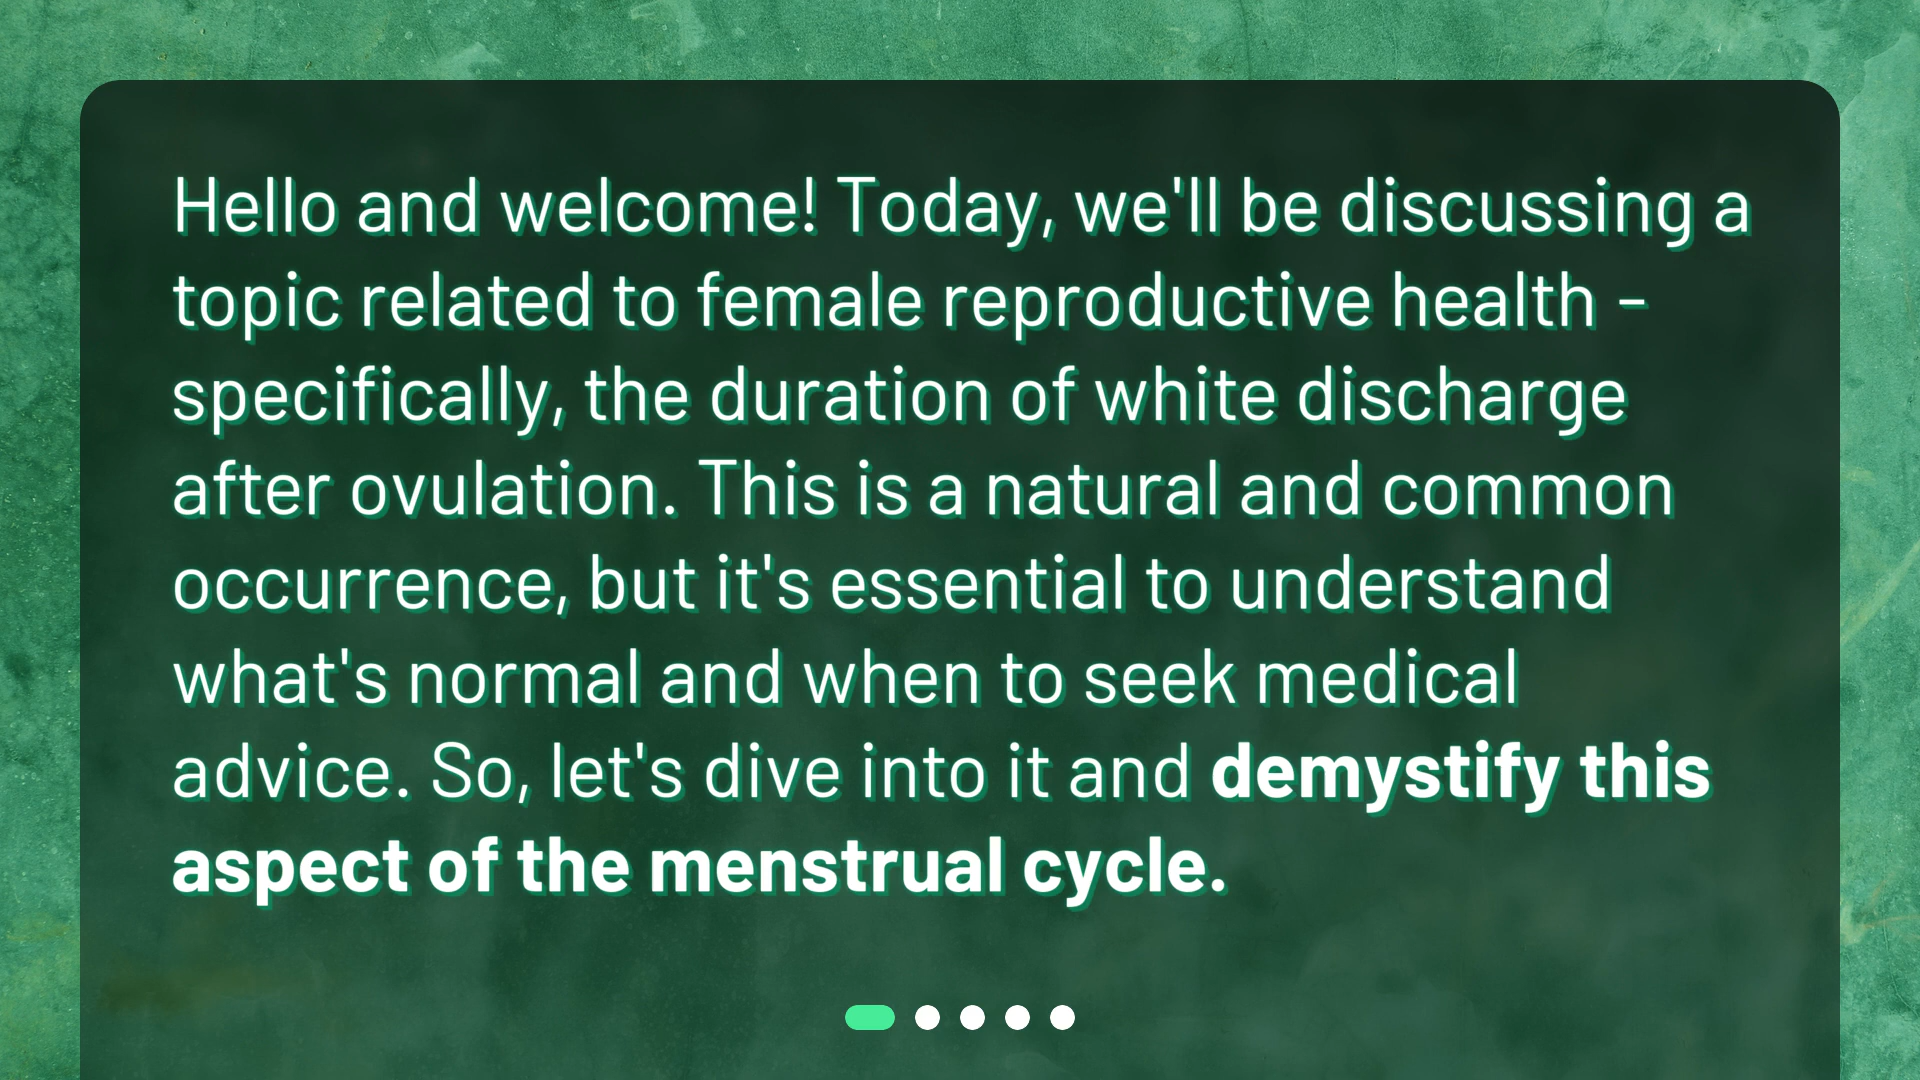 Hello and welcome! Today, we'll be discussing a
topic related to female reproductive health -
specifically, the duration of white discharge
after ovulation. This is a natural and common
occurrence, but it's essential to understand
what's normal and when to seek medical
advice. So, let's dive into it and demystify this
aspect of the menstrual cycle.